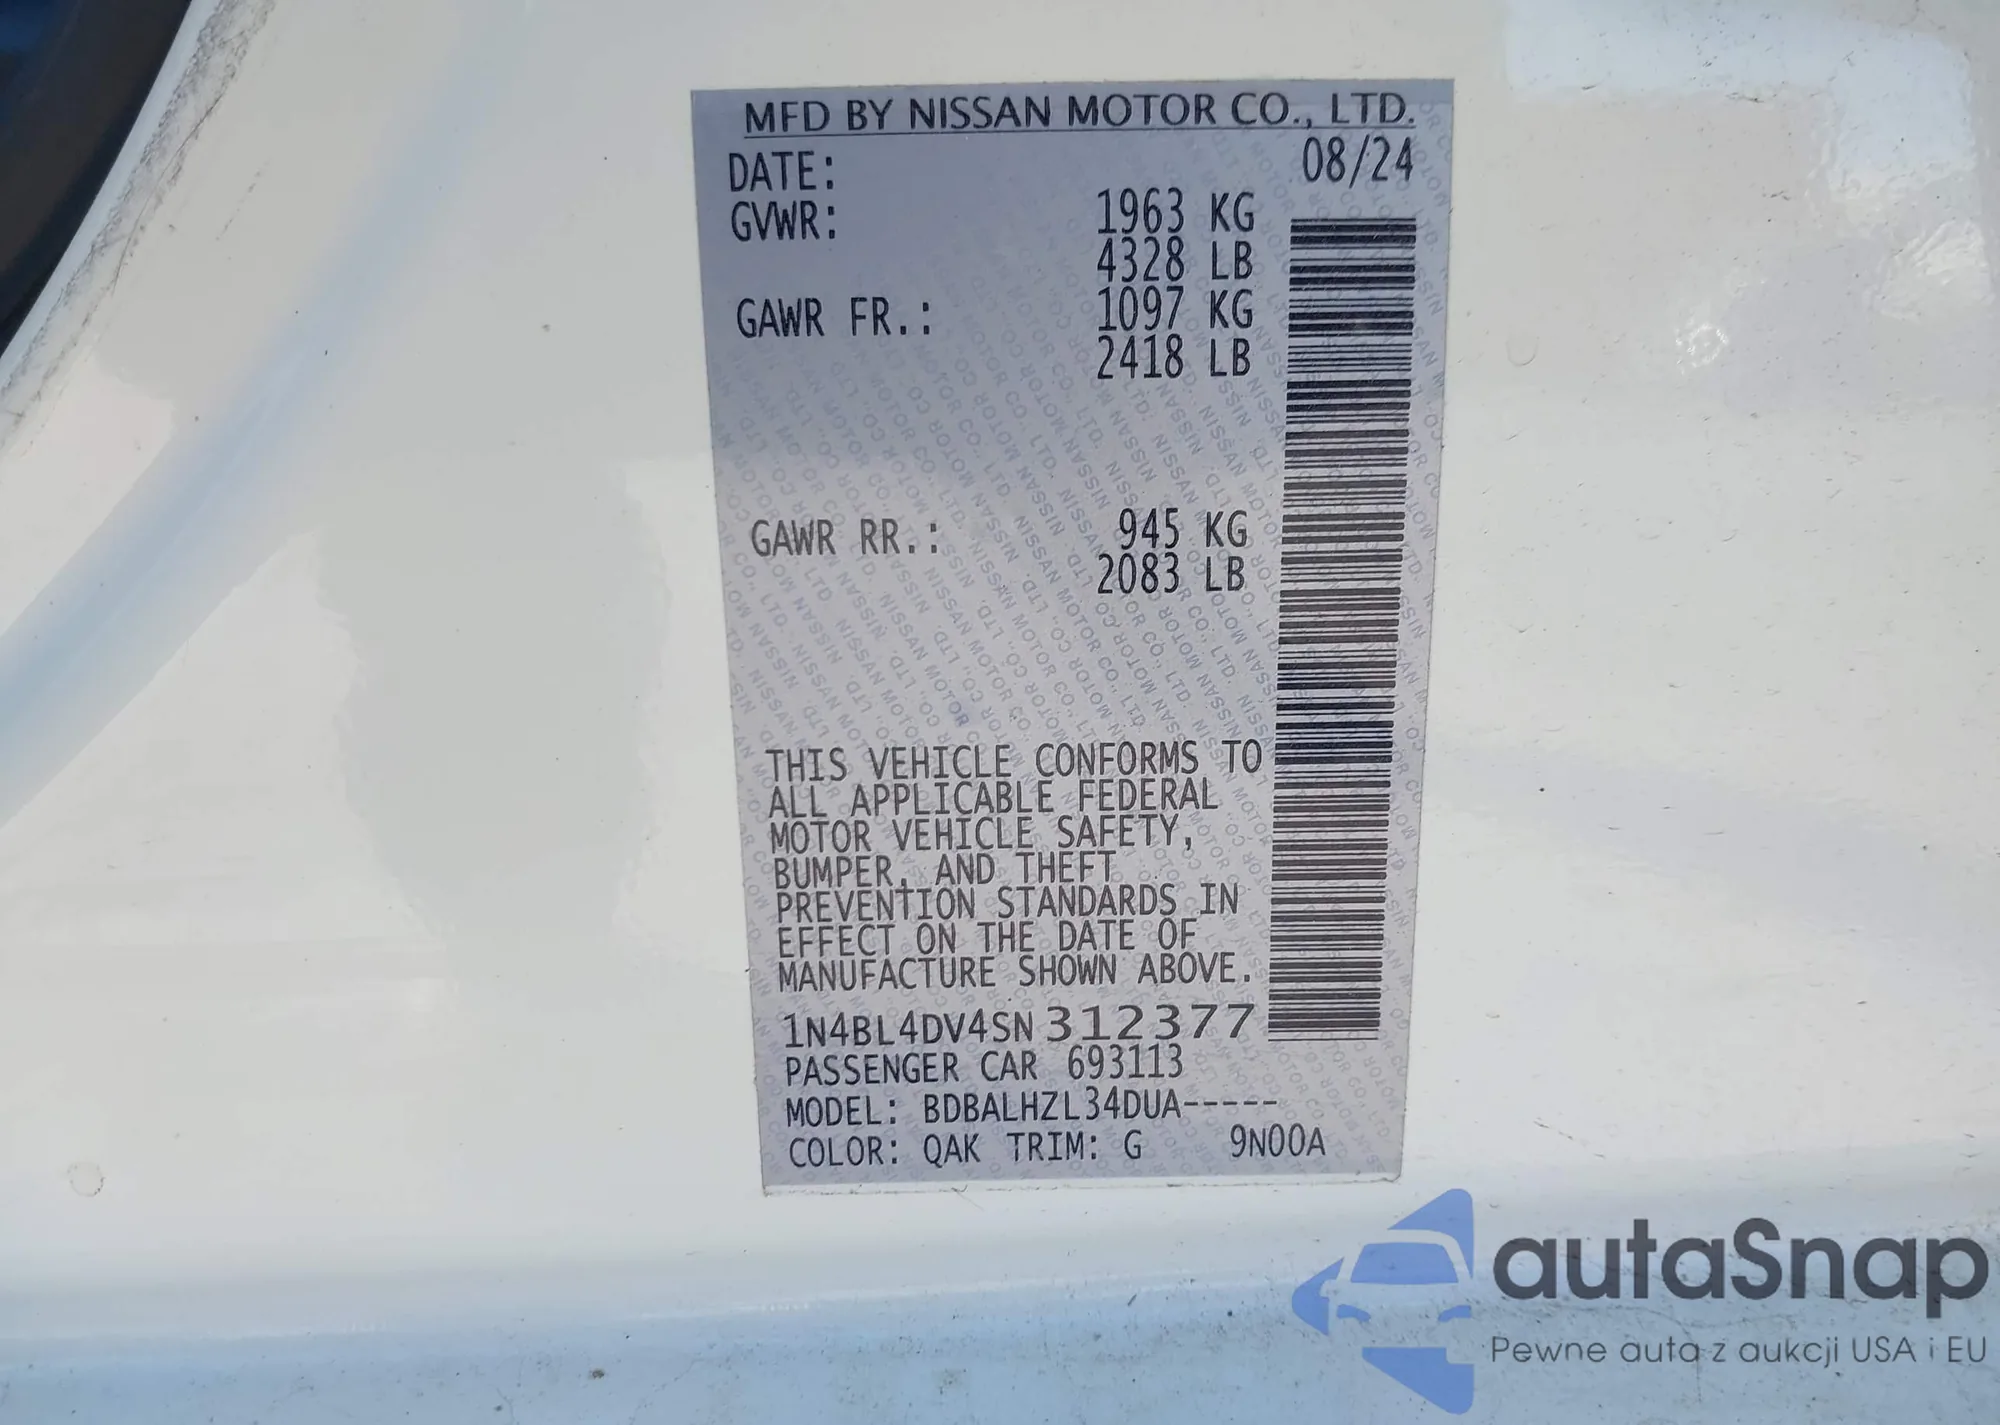 MFD BY NISSAN MOTOR CO., LTD.
DATE: 08/24
GVWR: 1963 KG
4328 LB
GAWR FR.: 1097 KG
2418 LB
GAWR RR.: 945 KG
2083 LB
THIS VEHICLE CONFORMS TO
ALL APPLICABLE FEDERAL
MOTOR VEHICLE SAFETY,
BUMPER, AND THEFT
PREVENTION STANDARDS IN
EFFECT ON THE DATE OF
MANUFACTURE SHOWN ABOVE.
1N4BL4DV4SN312377
PASSENGER CAR 693113
MODEL: BDBALHZL34DUA-----
COLOR: QAK TRIM: G 9N00A
autaSnap
Pewne auta z aukcji USA i EU